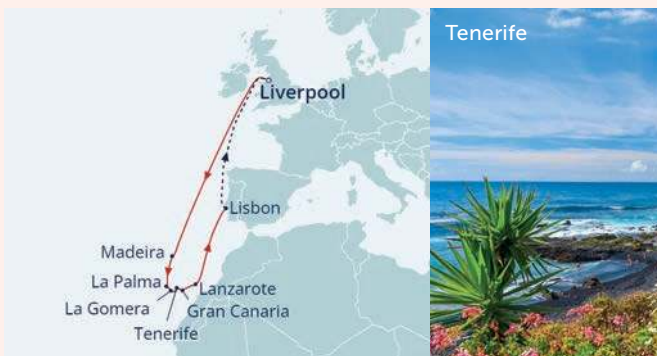 Liverpool
Lisbon
Madeira
La Palma
La Gomera
Tenerife
Lanzarote
Gran Canaria
Tenerife